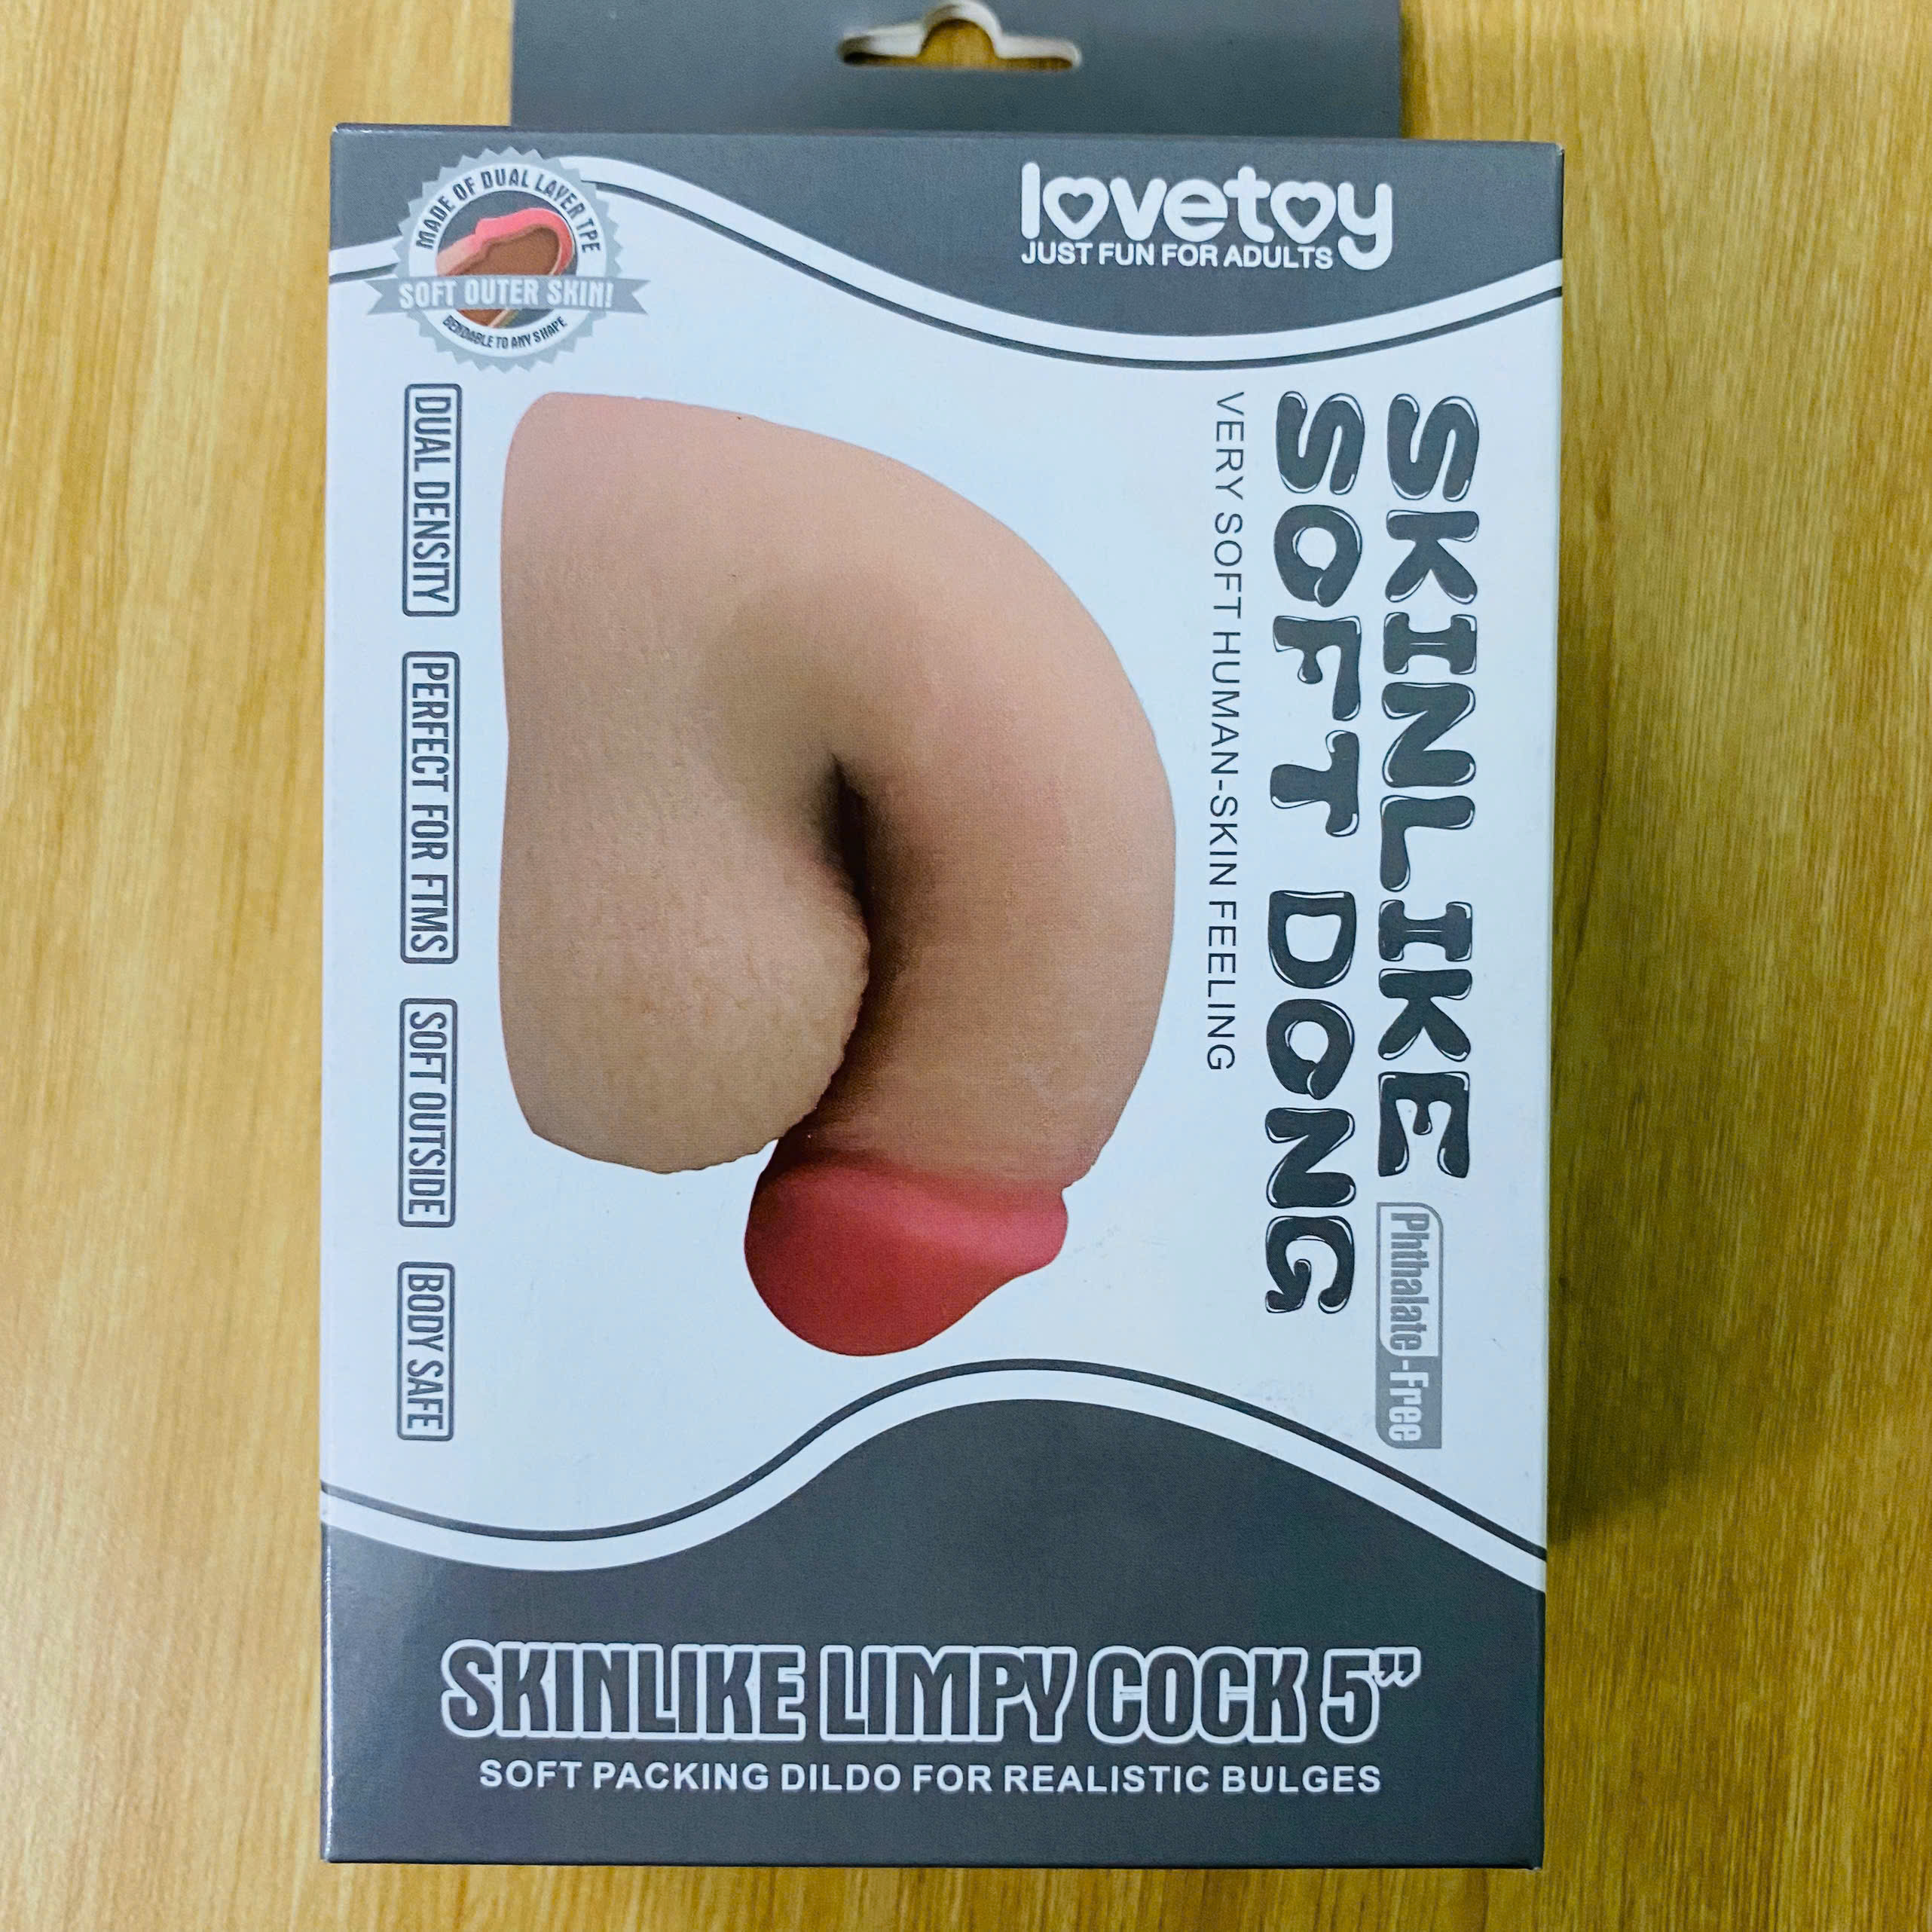 MADE OF DUAL LAYER TPE
SOFT OUTER SKIN!
BENDABLE TO ANY SHAPE
lovetoy
JUST FUN FOR ADULTS
SKINLIKE
Phthalate-Free
SOFT DONG
VERY SOFT HUMAN-SKIN FEELING
DUAL DENSITY
PERFECT FOR FTMS
SOFT OUTSIDE
BODY SAFE
SKINLIKE LIMPY COCK 5”
SOFT PACKING DILDO FOR REALISTIC BULGES